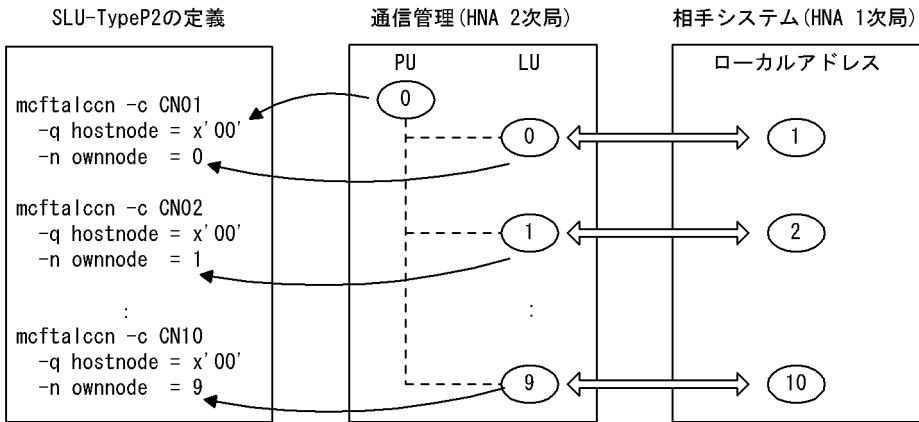 SLU-TypeP2の定義
通信管理(HNA 2次局)
相手システム(HNA 1次局)
PU
LU
ローカルアドレス
mcftalccn -c CN01
-q hostnode = x'00'
-n ownnode = 0
0
0
1
mcftalccn -c CN02
-q hostnode = x'00'
-n ownnode = 1
1
2
:
:
mcftalccn -c CN10
-q hostnode = x'00'
-n ownnode = 9
9
10